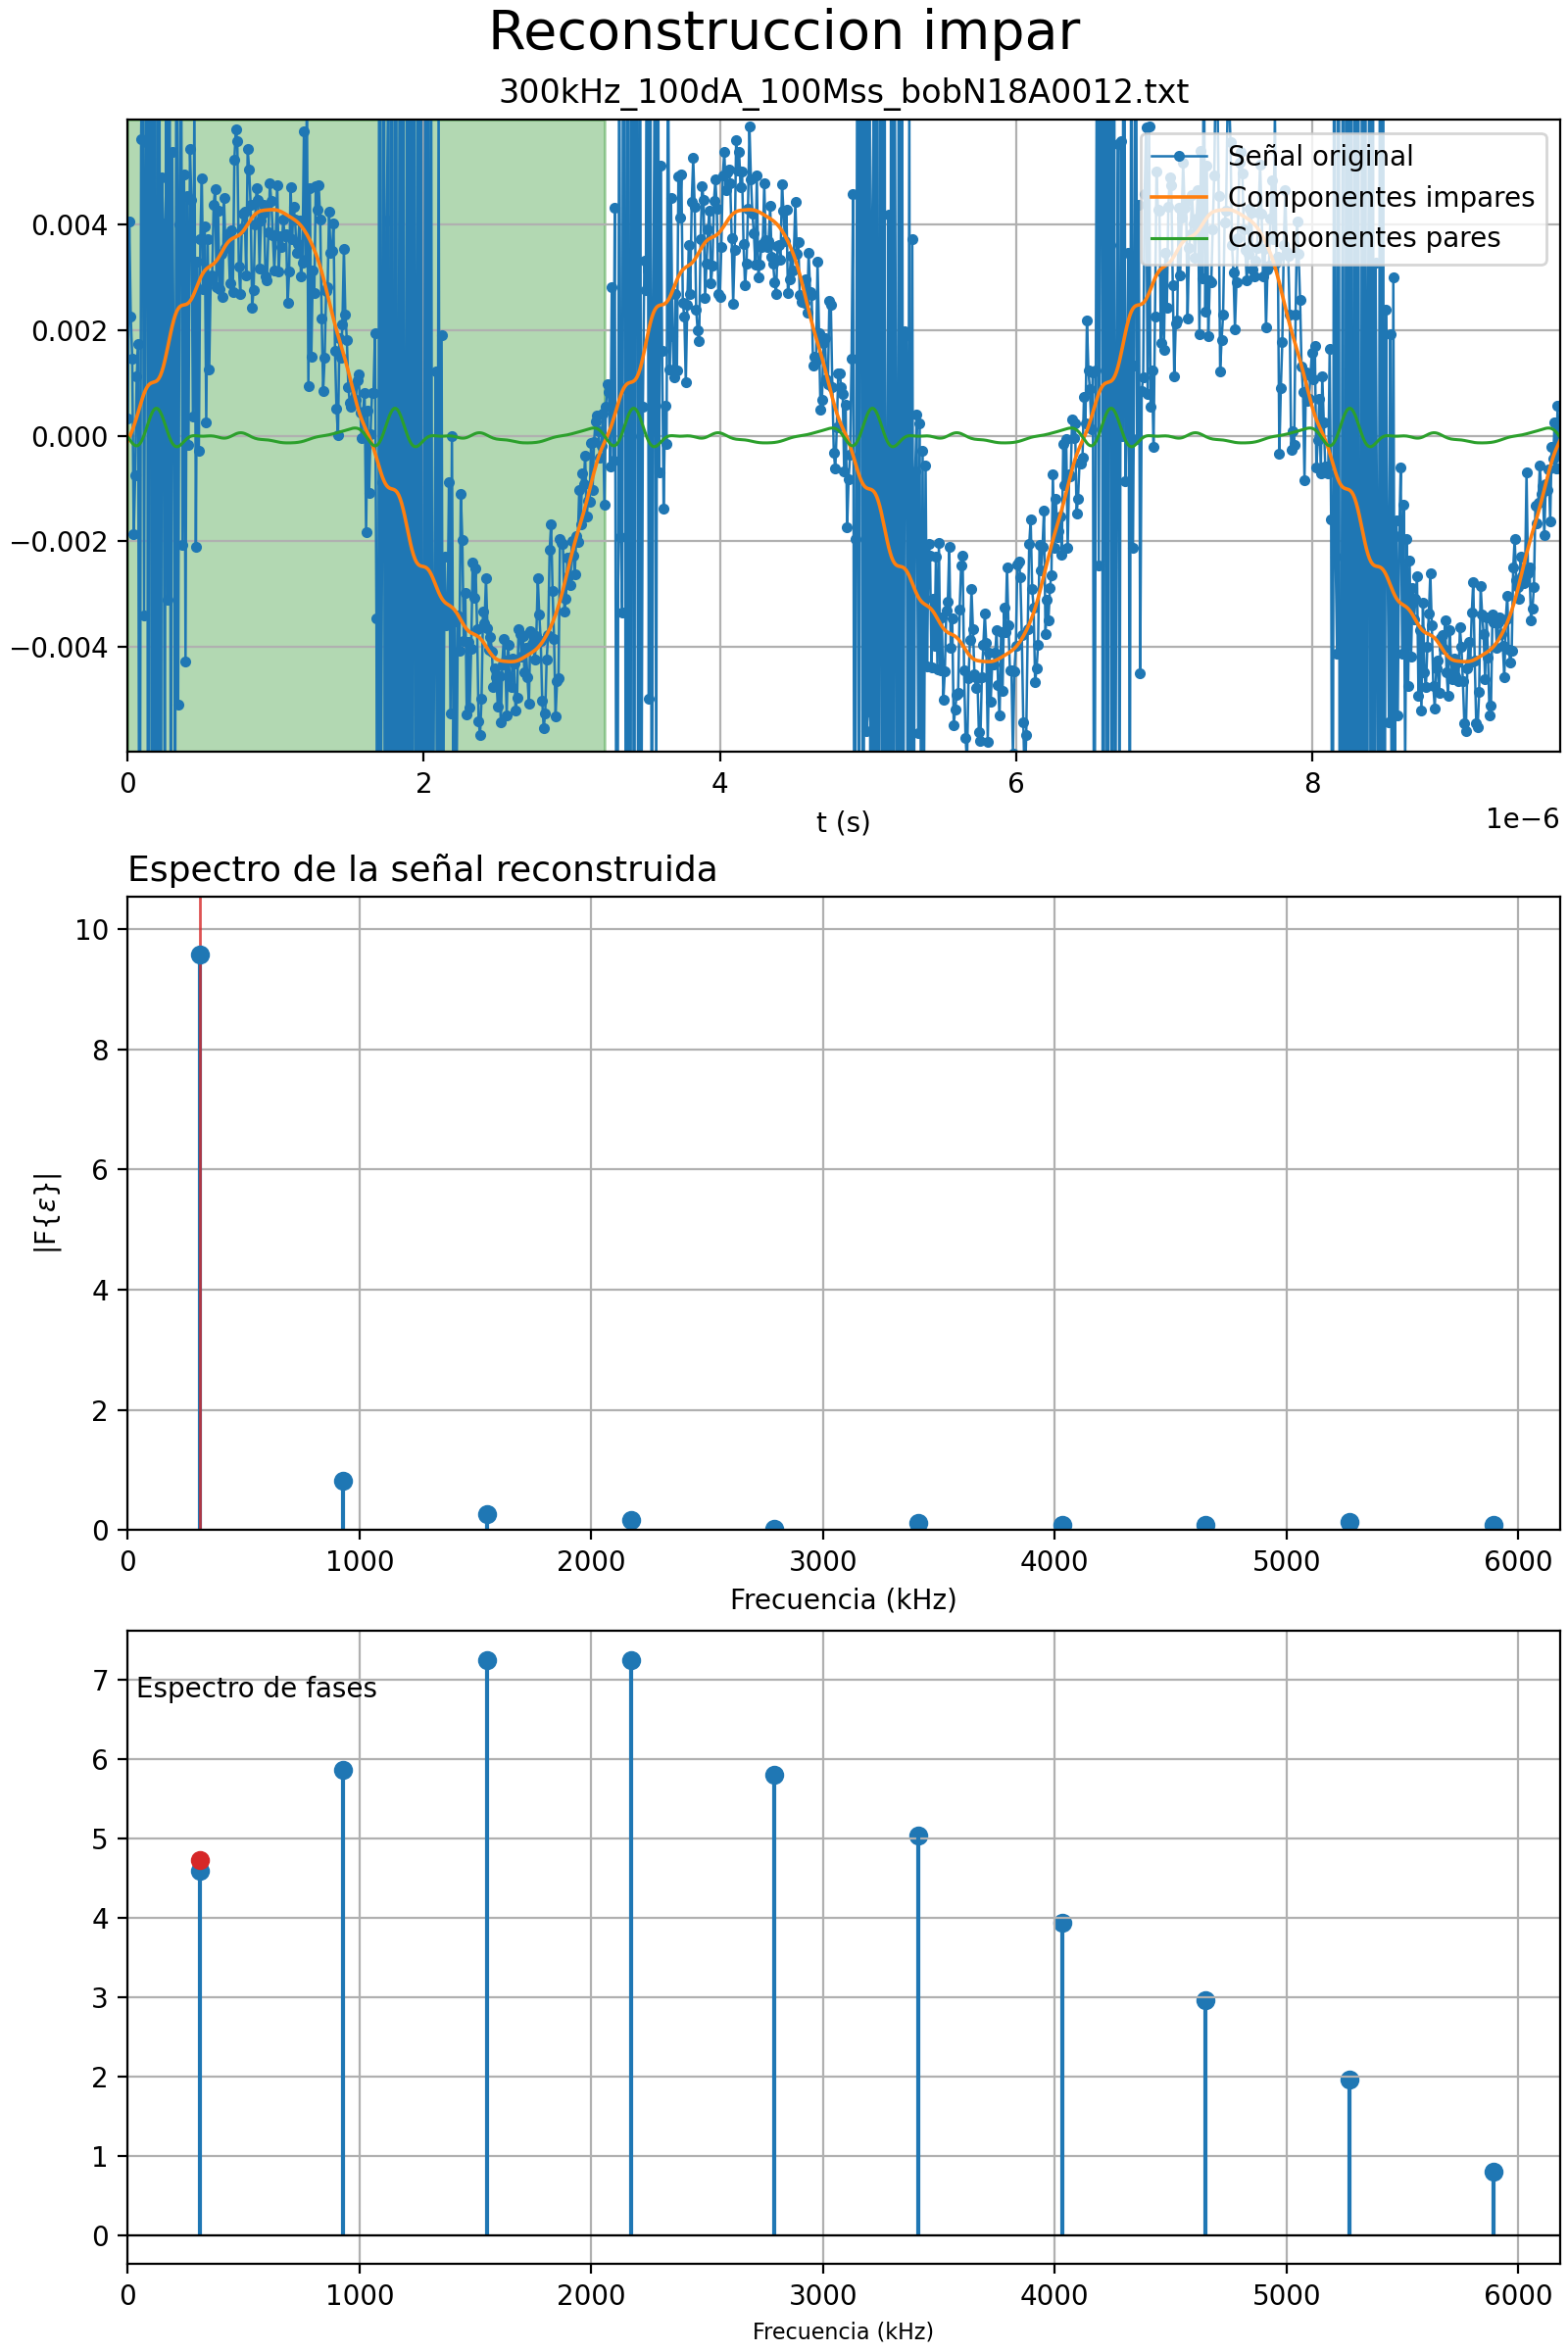 Reconstruccion impar
300kHz_100dA_100Mss_bobN18A0012.txt
Señal original
Componentes impares
Componentes pares
0.004
0.002
0.000
−0.002
−0.004
0 2 4 6 8
t (s)
1e−6
Espectro de la señal reconstruida
10
8
6
4
2
0
|F{ε}|
0 1000 2000 3000 4000 5000 6000
Frecuencia (kHz)
Espectro de fases
7
6
5
4
3
2
1
0
0 1000 2000 3000 4000 5000 6000
Frecuencia (kHz)